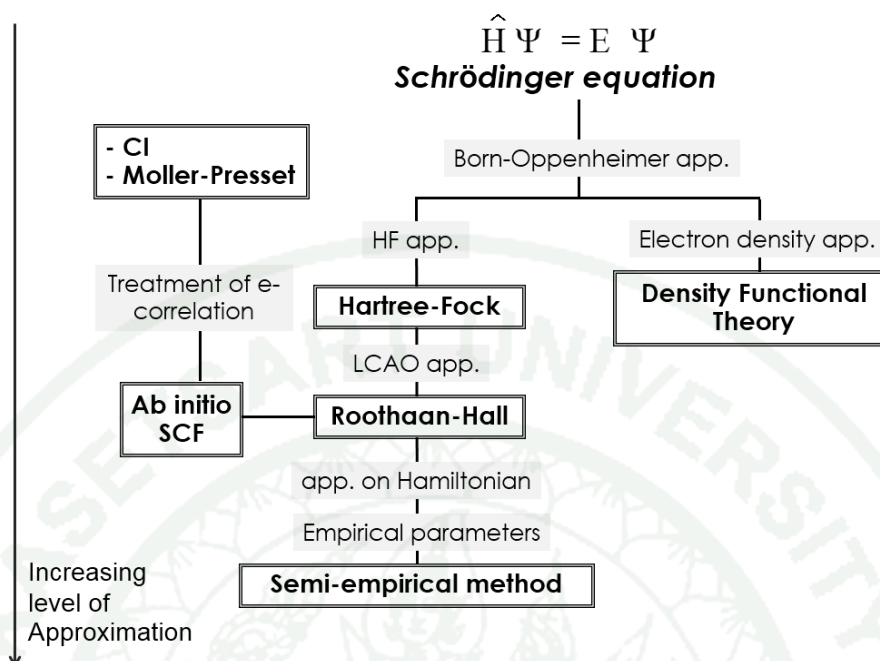 Ĥ Ψ = E Ψ
Schrödinger equation
- CI
- Moller-Presset
Born-Oppenheimer app.
HF app.
Electron density app.
Treatment of e-
correlation
Hartree-Fock
Density Functional
Theory
LCAO app.
Ab initio
SCF
Roothaan-Hall
app. on Hamiltonian
Empirical parameters
Semi-empirical method
Increasing
level of
Approximation
KASETSART UNIVERSITY